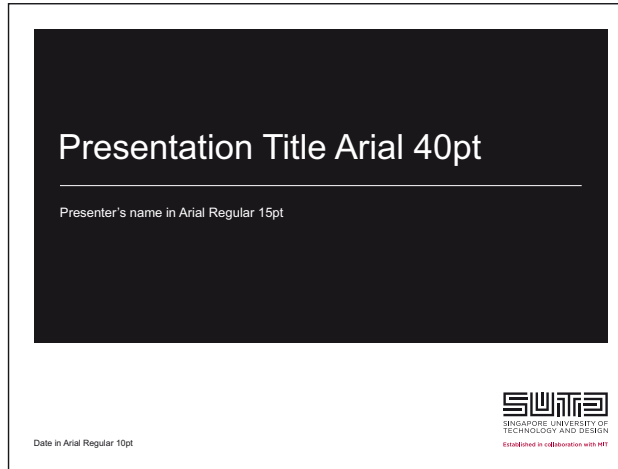 Presentation Title Arial 40pt
Presenter’s name in Arial Regular 15pt
SUTD
SINGAPORE UNIVERSITY OF
TECHNOLOGY AND DESIGN
Established in collaboration with MIT
Date in Arial Regular 10pt